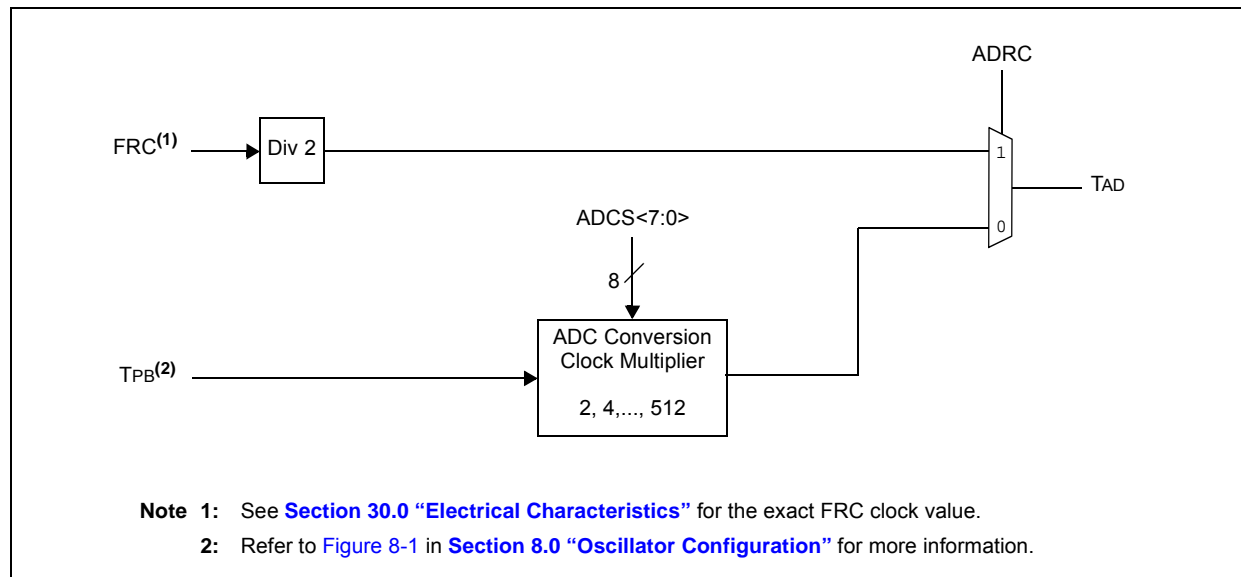 ADRC
FRC(1)
Div 2
1
TAD
ADCS<7:0>
0
8
ADC Conversion
Clock Multiplier
TPB(2)
2, 4,..., 512
Note 1: See Section 30.0 “Electrical Characteristics” for the exact FRC clock value.
2: Refer to Figure 8-1 in Section 8.0 “Oscillator Configuration” for more information.